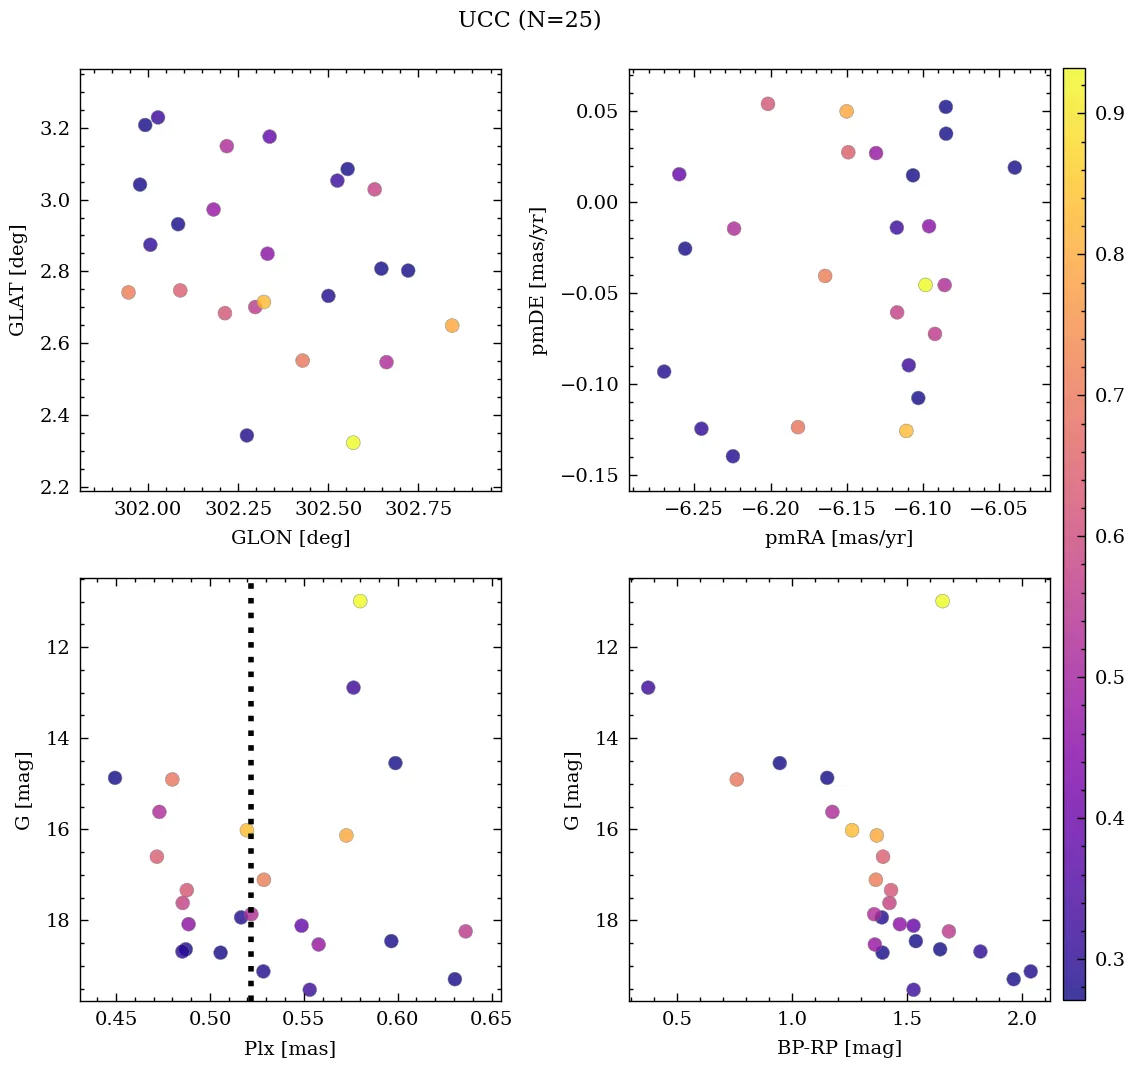 UCC (N=25)
3.2
3.0
2.8
2.6
2.4
2.2
GLAT [deg]
302.00 302.25 302.50 302.75
GLON [deg]
0.05
0.00
−0.05
−0.10
−0.15
pmDE [mas/yr]
−6.25 −6.20 −6.15 −6.10 −6.05
pmRA [mas/yr]
12
14
16
18
G [mag]
0.45 0.50 0.55 0.60 0.65
Plx [mas]
12
14
16
18
G [mag]
0.5 1.0 1.5 2.0
BP-RP [mag]
0.9
0.8
0.7
0.6
0.5
0.4
0.3